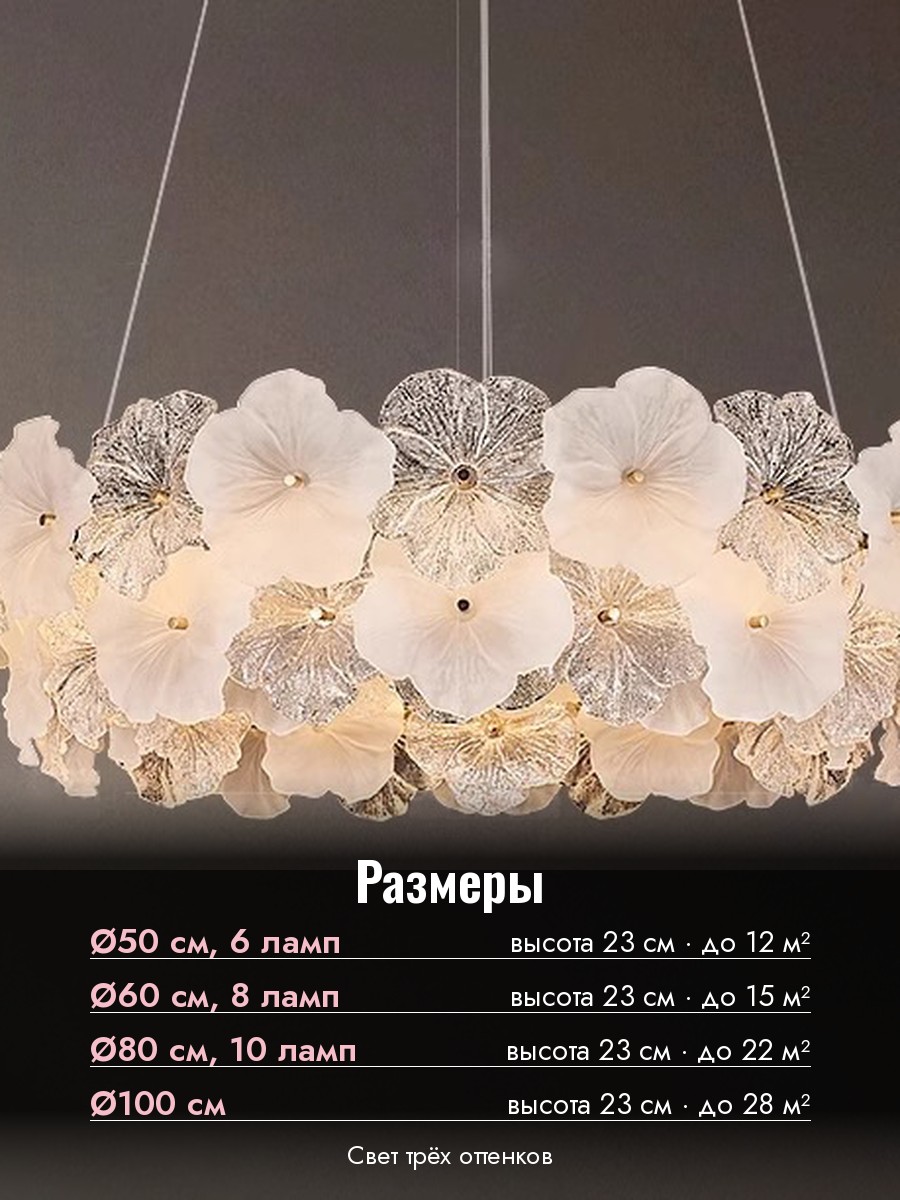 Размеры
Ø50 см, 6 ламп высота 23 см · до 12 м²
Ø60 см, 8 ламп высота 23 см · до 15 м²
Ø80 см, 10 ламп высота 23 см · до 22 м²
Ø100 см высота 23 см · до 28 м²
Свет трёх оттенков